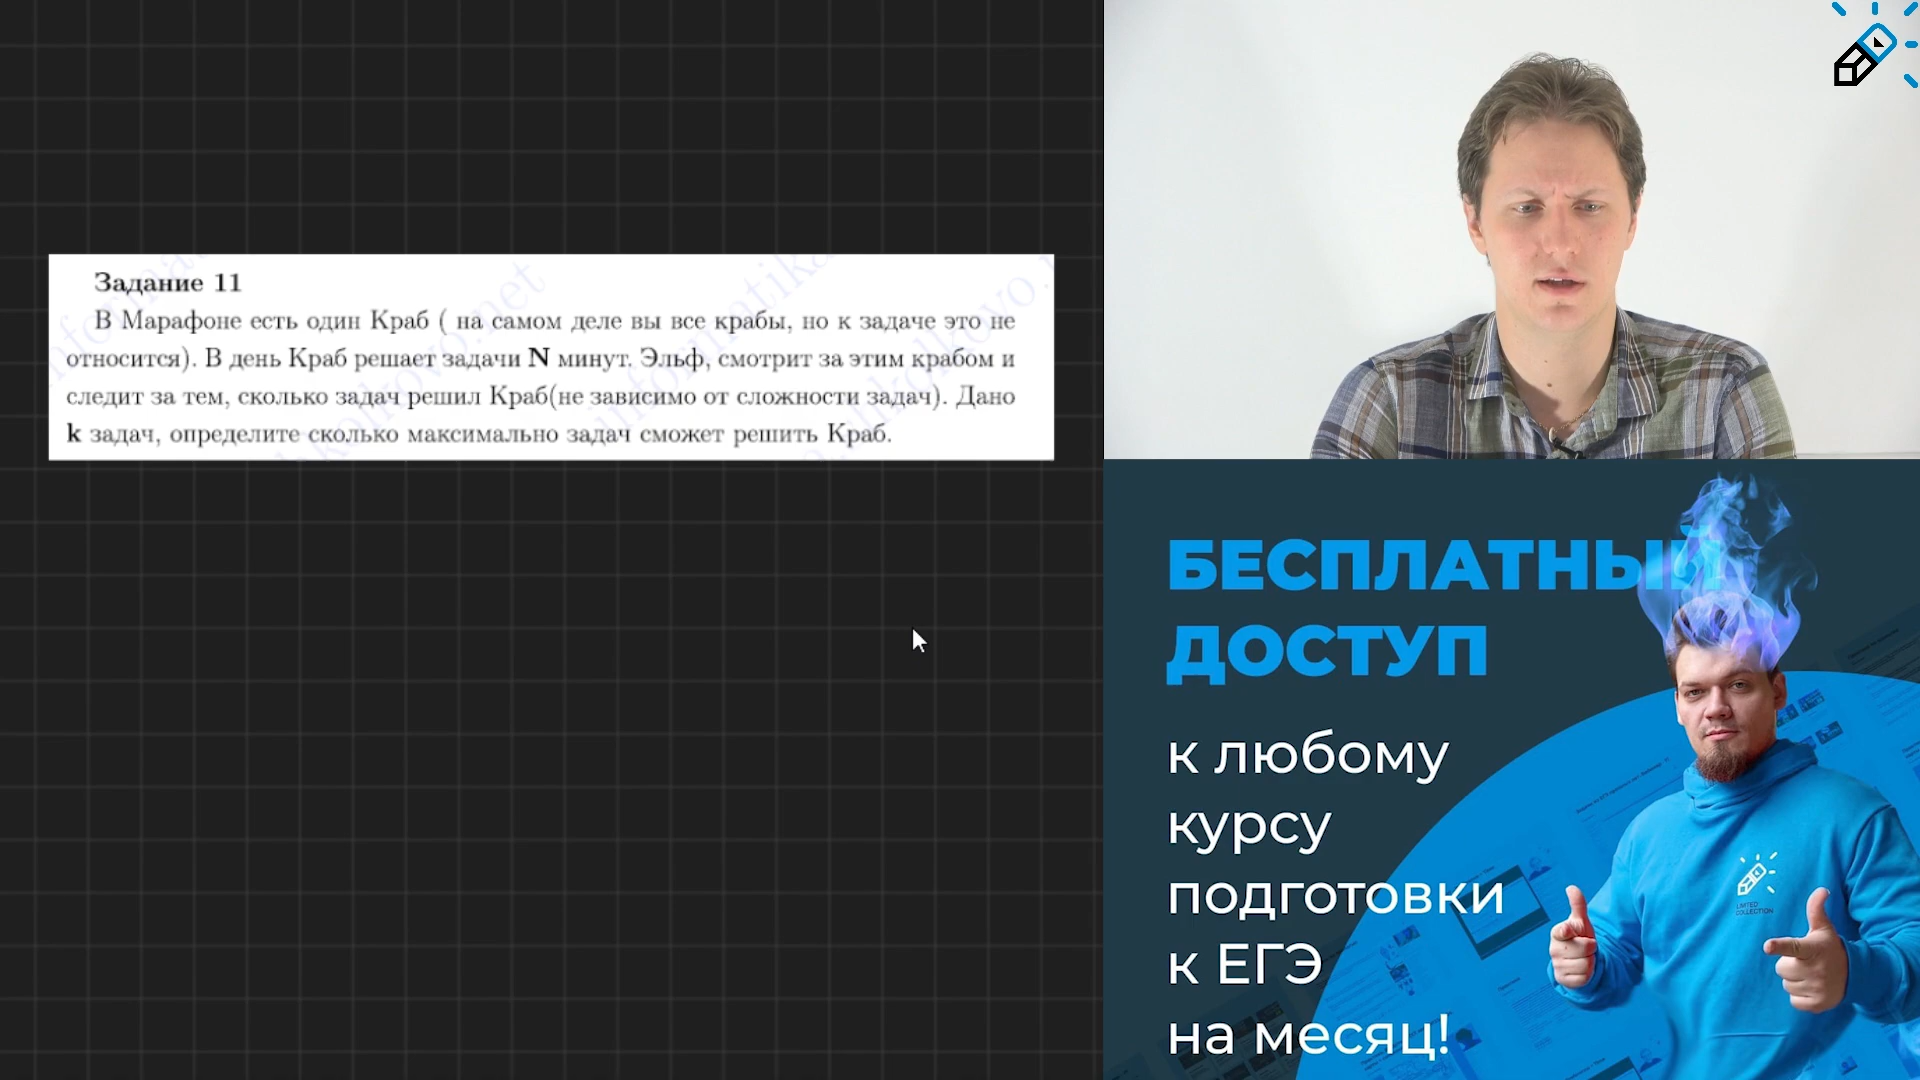 Задание 11
В Марафоне есть один Краб ( на самом деле вы все крабы, но к задаче это не
относится). В день Краб решает задачи N минут. Эльф, смотрит за этим крабом и
следит за тем, сколько задач решил Краб(не зависимо от сложности задач). Дано
k задач, определите сколько максимально задач сможет решить Краб.
БЕСПЛАТНЫЙ
ДОСТУП
к любому
курсу
подготовки
к ЕГЭ
на месяц!
LIMITED
COLLECTION